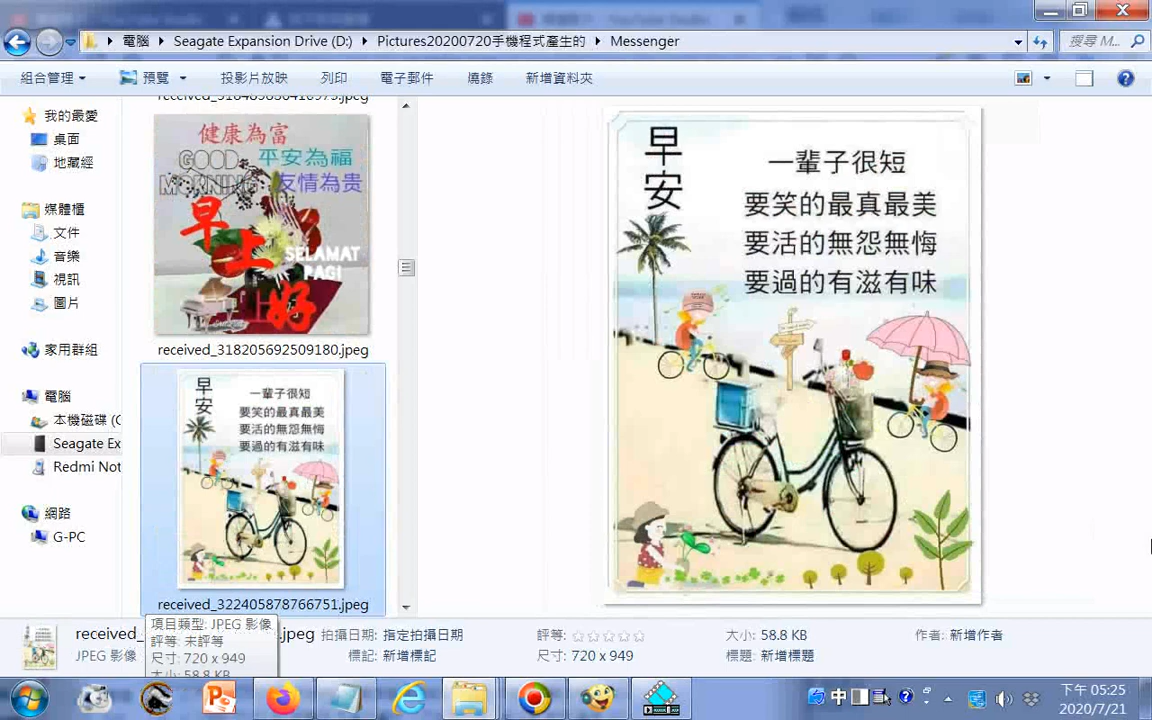 電腦 Seagate Expansion Drive (D:) Pictures20200720手機程式產生的 Messenger
搜尋 M...
組合管理 預覽 投影片放映 列印 電子郵件 燒錄 新增資料夾
我的最愛
桌面
地藏經
媒體櫃
文件
音樂
視訊
圖片
家用群組
電腦
本機磁碟 (C
Seagate Ex
Redmi Not
網路
G-PC
健康為富
GOOD MORNING
平安為福
友情為贵
早上好
SELAMAT
PAGI
received_318205692509180.jpeg
早安
一輩子很短
要笑的最真最美
要活的無怨無悔
要過的有滋有味
received_322405878766751.jpeg
早安
一輩子很短
要笑的最真最美
要活的無怨無悔
要過的有滋有味
項目類型: JPEG 影像
評等: 未評等
尺寸: 720 x 949
大小: 58.8 KB
received_ .jpeg 拍攝日期: 指定拍攝日期 評等: 大小: 58.8 KB 作者: 新增作者
JPEG 影像 標記: 新增標記 尺寸: 720 x 949 標題: 新增標題
中
下午 05:25
2020/7/21